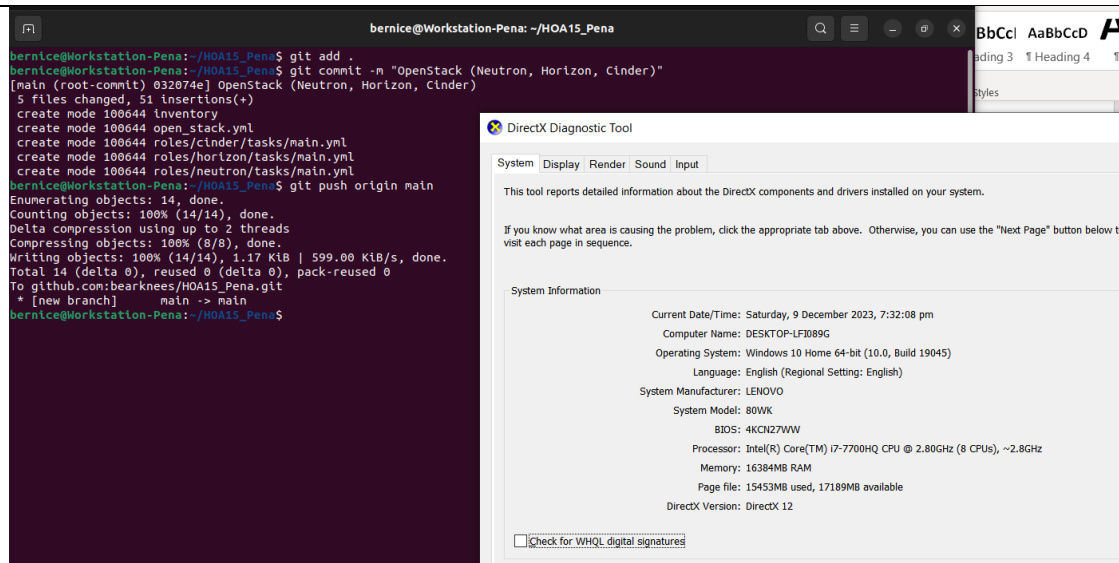 bernice@Workstation-Pena: ~/HOA15_Pena
bernice@Workstation-Pena:~/HOA15_Pena$ git add .
bernice@Workstation-Pena:~/HOA15_Pena$ git commit -m "OpenStack (Neutron, Horizon, Cinder)"
[main (root-commit) 032074e] OpenStack (Neutron, Horizon, Cinder)
5 files changed, 51 insertions(+)
create mode 100644 inventory
create mode 100644 open_stack.yml
create mode 100644 roles/cinder/tasks/main.yml
create mode 100644 roles/horizon/tasks/main.yml
create mode 100644 roles/neutron/tasks/main.yml
bernice@Workstation-Pena:~/HOA15_Pena$ git push origin main
Enumerating objects: 14, done.
Counting objects: 100% (14/14), done.
Delta compression using up to 2 threads
Compressing objects: 100% (8/8), done.
Writing objects: 100% (14/14), 1.17 KiB | 599.00 KiB/s, done.
Total 14 (delta 0), reused 0 (delta 0), pack-reused 0
To github.com:bearknees/HOA15_Pena.git
* [new branch] main -> main
bernice@Workstation-Pena:~/HOA15_Pena$
BbCcl AaBbCcD
ading 3 ¶ Heading 4 ¶
Styles
DirectX Diagnostic Tool
System Display Render Sound Input
This tool reports detailed information about the DirectX components and drivers installed on your system.
If you know what area is causing the problem, click the appropriate tab above. Otherwise, you can use the "Next Page" button below t
visit each page in sequence.
System Information
Current Date/Time: Saturday, 9 December 2023, 7:32:08 pm
Computer Name: DESKTOP-LFI089G
Operating System: Windows 10 Home 64-bit (10.0, Build 19045)
Language: English (Regional Setting: English)
System Manufacturer: LENOVO
System Model: 80WK
BIOS: 4KCN27WW
Processor: Intel(R) Core(TM) i7-7700HQ CPU @ 2.80GHz (8 CPUs), ~2.8GHz
Memory: 16384MB RAM
Page file: 15453MB used, 17189MB available
DirectX Version: DirectX 12
Check for WHQL digital signatures